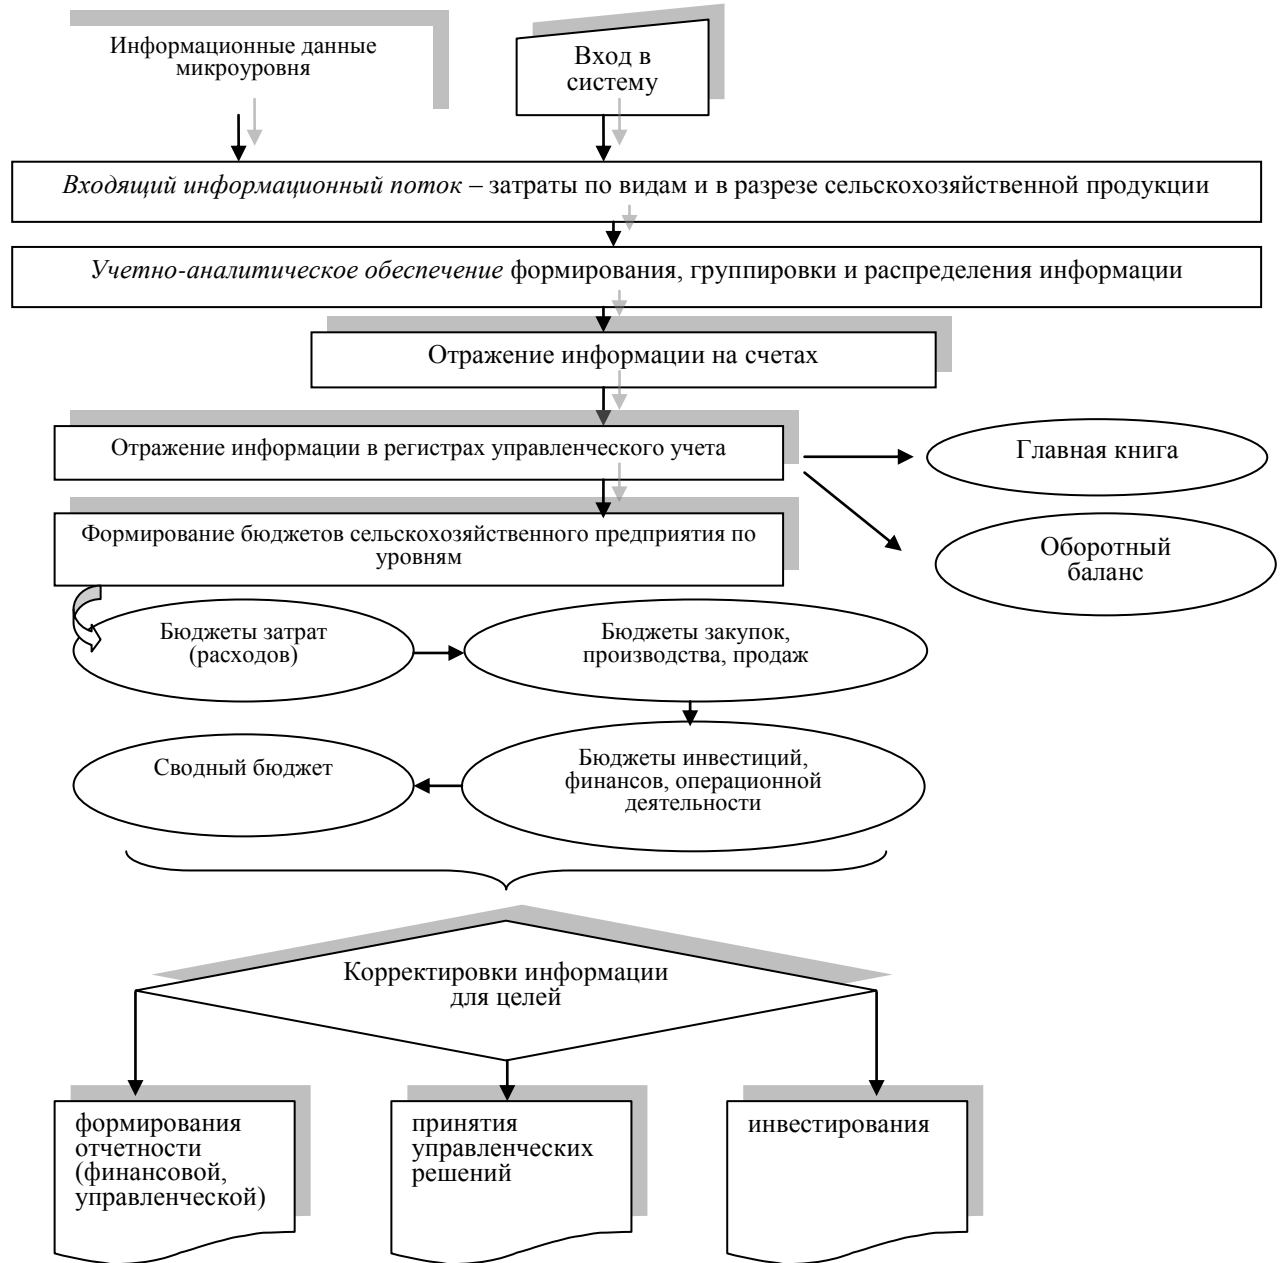 Информационные данные
микроуровня
Вход в
систему
Входящий информационный поток – затраты по видам и в разрезе сельскохозяйственной продукции
Учетно-аналитическое обеспечение формирования, группировки и распределения информации
Отражение информации на счетах
Отражение информации в регистрах управленческого учета
Главная книга
Формирование бюджетов сельскохозяйственного предприятия по
уровням
Оборотный
баланс
Бюджеты затрат
(расходов)
Бюджеты закупок,
производства, продаж
Сводный бюджет
Бюджеты инвестиций,
финансов, операционной
деятельности
Корректировки информации
для целей
формирования
отчетности
(финансовой,
управленческой)
принятия
управленческих
решений
инвестирования